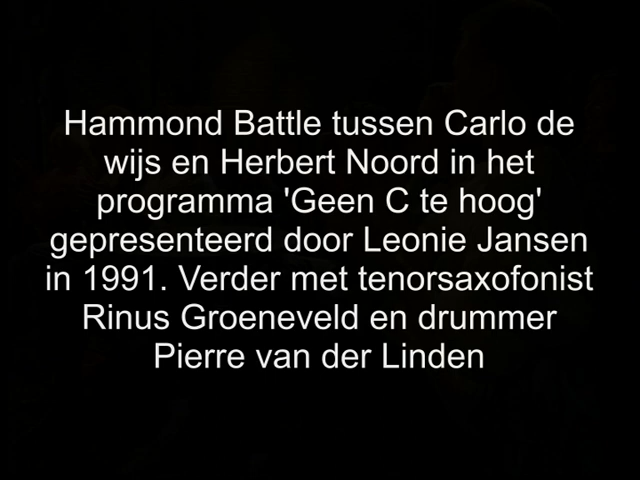 Hammond Battle tussen Carlo de
wijs en Herbert Noord in het
programma 'Geen C te hoog'
gepresenteerd door Leonie Jansen
in 1991. Verder met tenorsaxofonist
Rinus Groeneveld en drummer
Pierre van der Linden